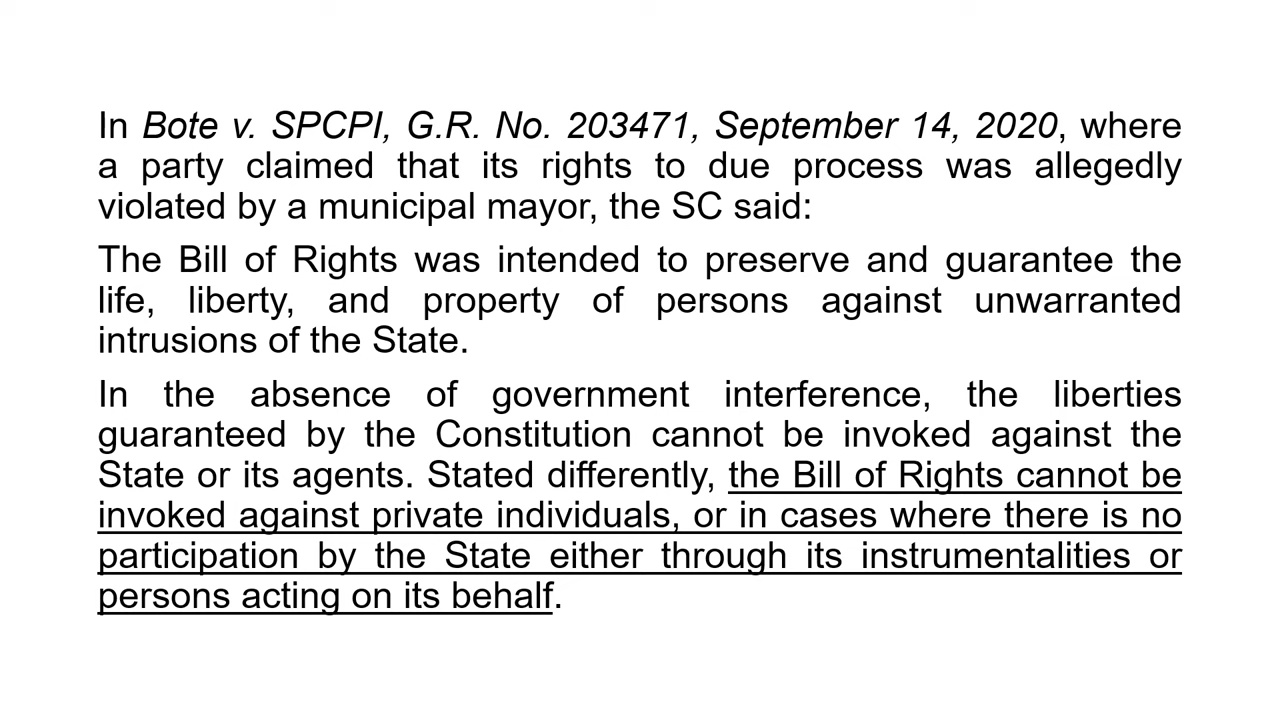 In Bote v. SPCPI, G.R. No. 203471, September 14, 2020, where
a party claimed that its rights to due process was allegedly
violated by a municipal mayor, the SC said:
The Bill of Rights was intended to preserve and guarantee the
life, liberty, and property of persons against unwarranted
intrusions of the State.
In the absence of government interference, the liberties
guaranteed by the Constitution cannot be invoked against the
State or its agents. Stated differently, the Bill of Rights cannot be
invoked against private individuals, or in cases where there is no
participation by the State either through its instrumentalities or
persons acting on its behalf.